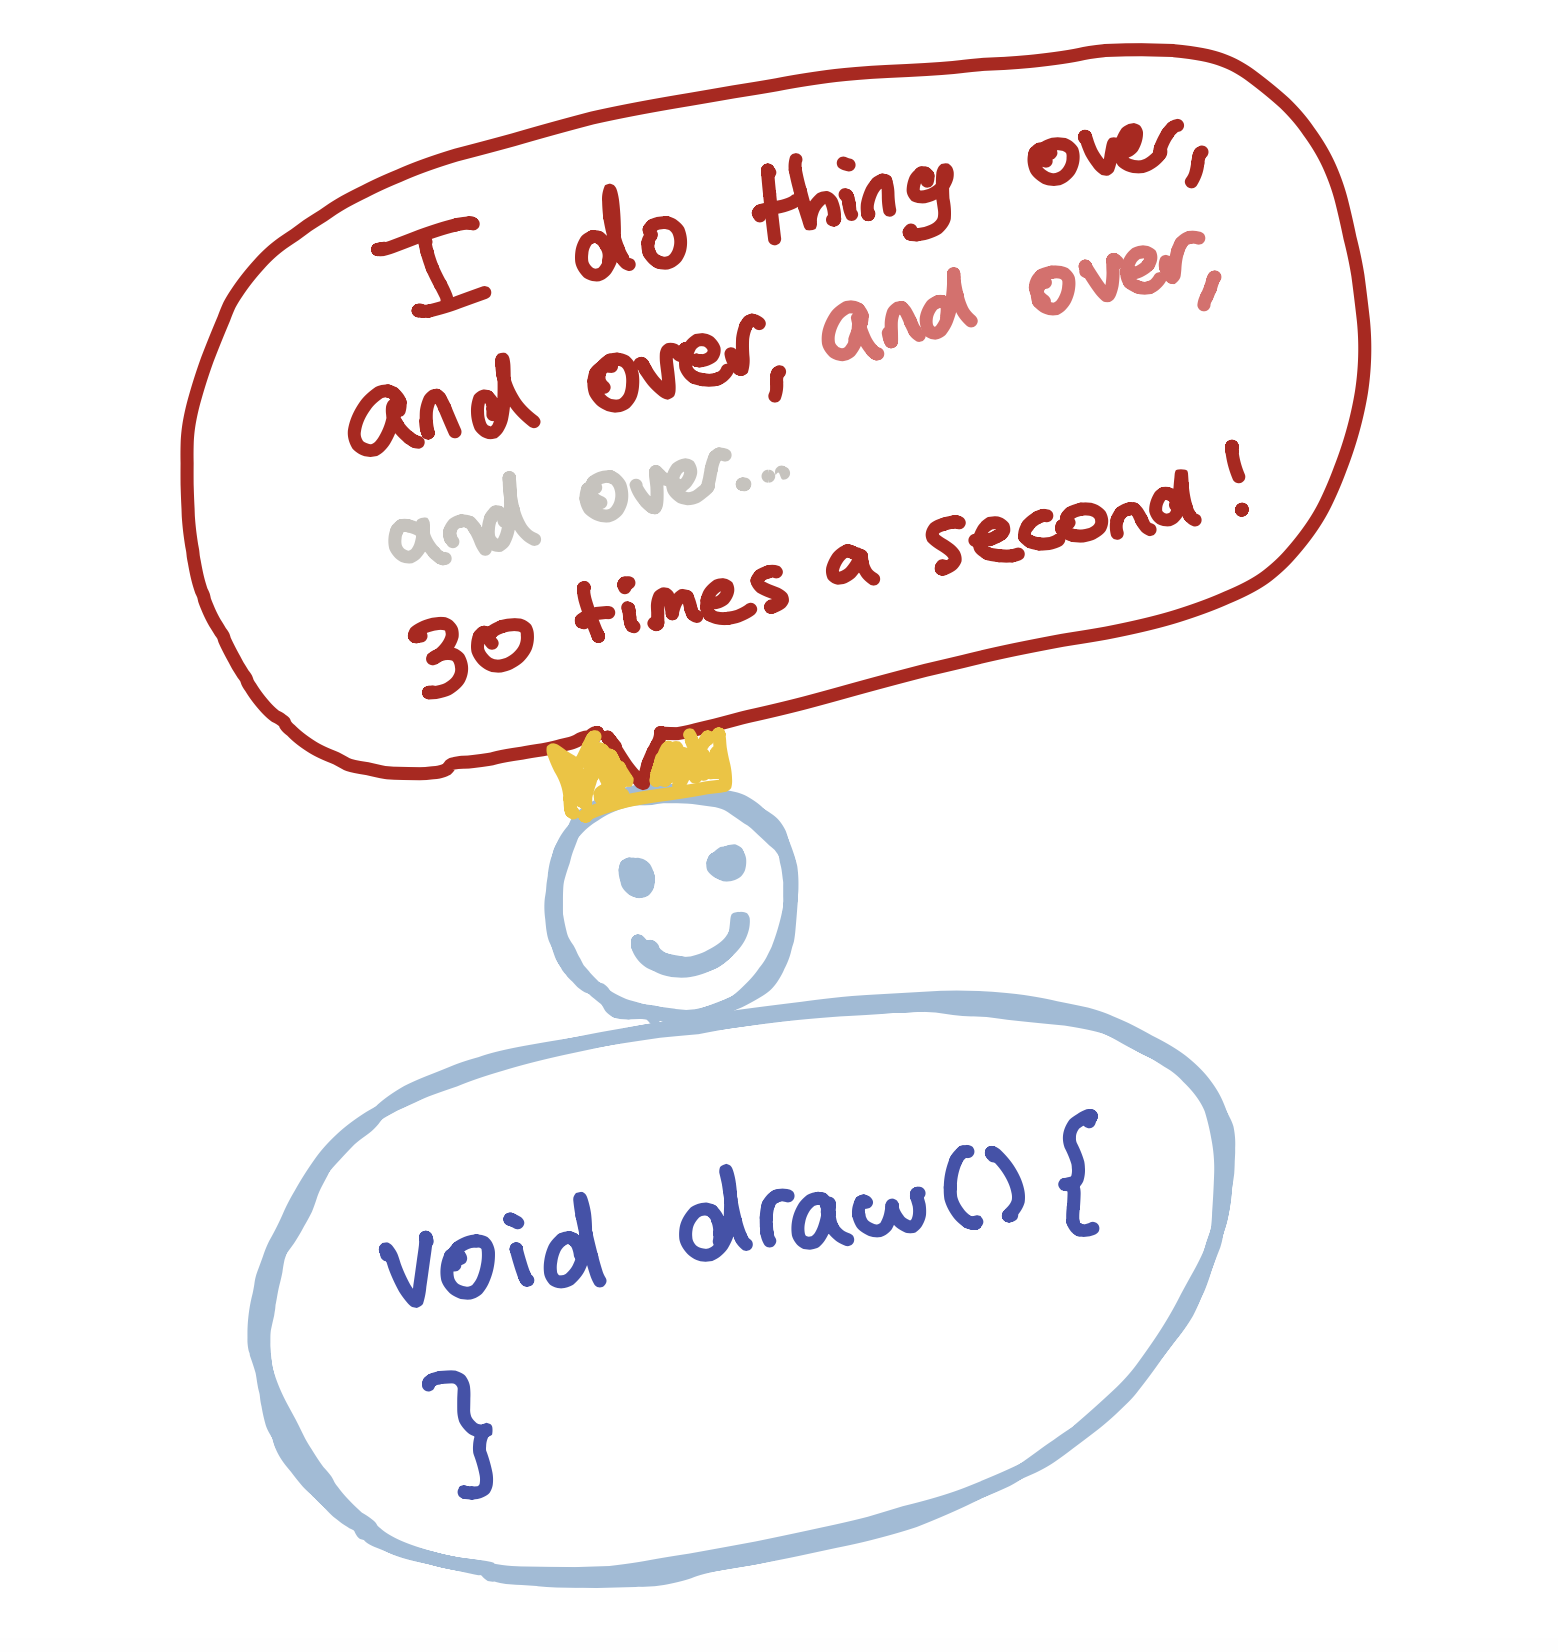 I do thing over,
and over, and over,
and over...
30 times a second!
void draw(){
}